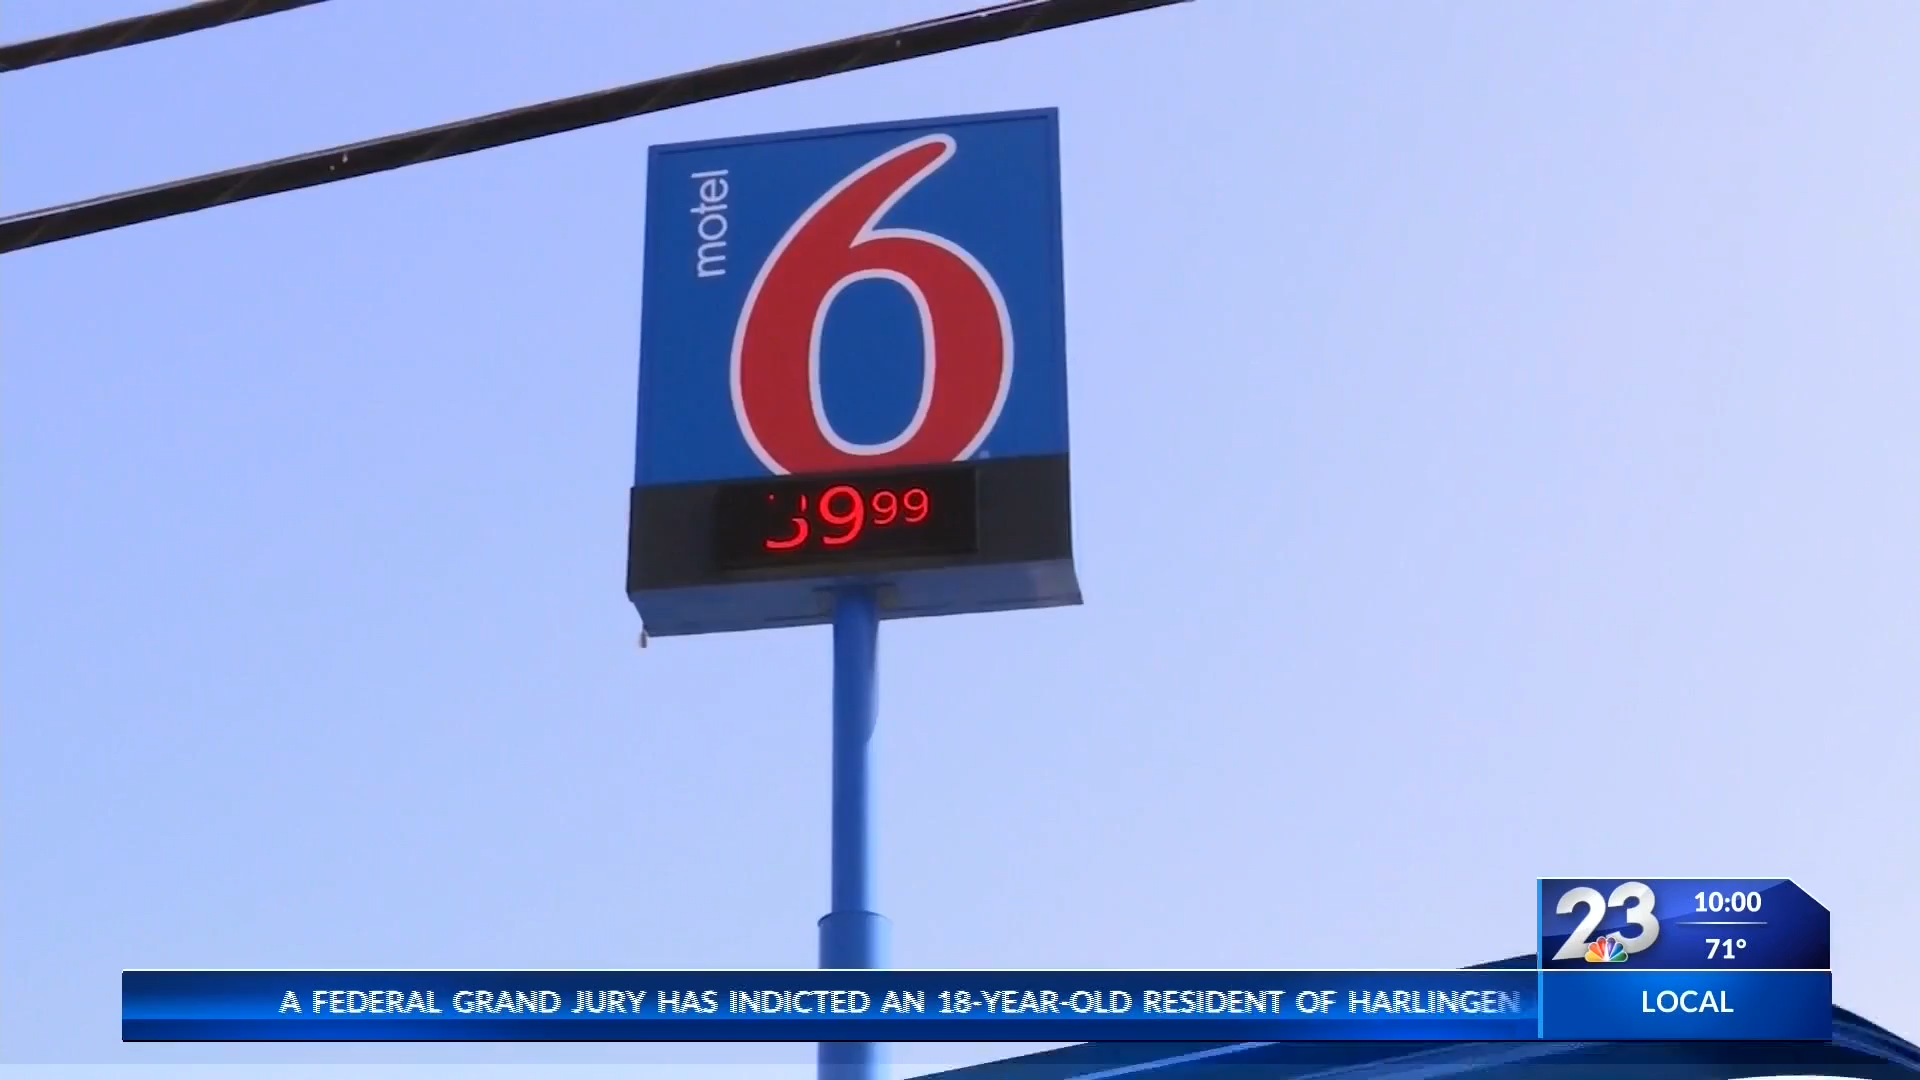 motel
6
39 99
23
10:00
71°
A FEDERAL GRAND JURY HAS INDICTED AN 18-YEAR-OLD RESIDENT OF HARLINGEN
LOCAL